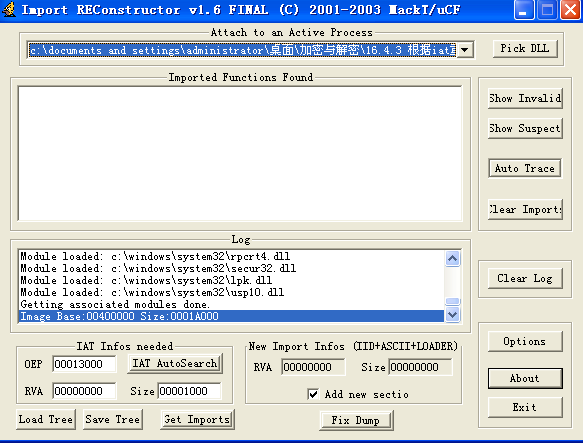 Import REConstructor v1.6 FINAL (C) 2001-2003 MackT/uCF
Attach to an Active Process
c:\documents and settings\administrator\桌面\加密与解密\16.4.3 根据iat
Pick DLL
Imported Functions Found
Show Invalid
Show Suspect
Auto Trace
Clear Imports
Log
Module loaded: c:\windows\system32\rpcrt4.dll
Module loaded: c:\windows\system32\secur32.dll
Module loaded: c:\windows\system32\lpk.dll
Module loaded: c:\windows\system32\usp10.dll
Getting associated modules done.
Image Base:00400000 Size:0001A000
Clear Log
IAT Infos needed
OEP 00013000 IAT AutoSearch
RVA 00000000 Size 00001000
New Import Infos (IID+ASCII+LOADER)
RVA 00000000 Size 00000000
Add new sectio
Options
About
Exit
Load Tree Save Tree Get Imports Fix Dump